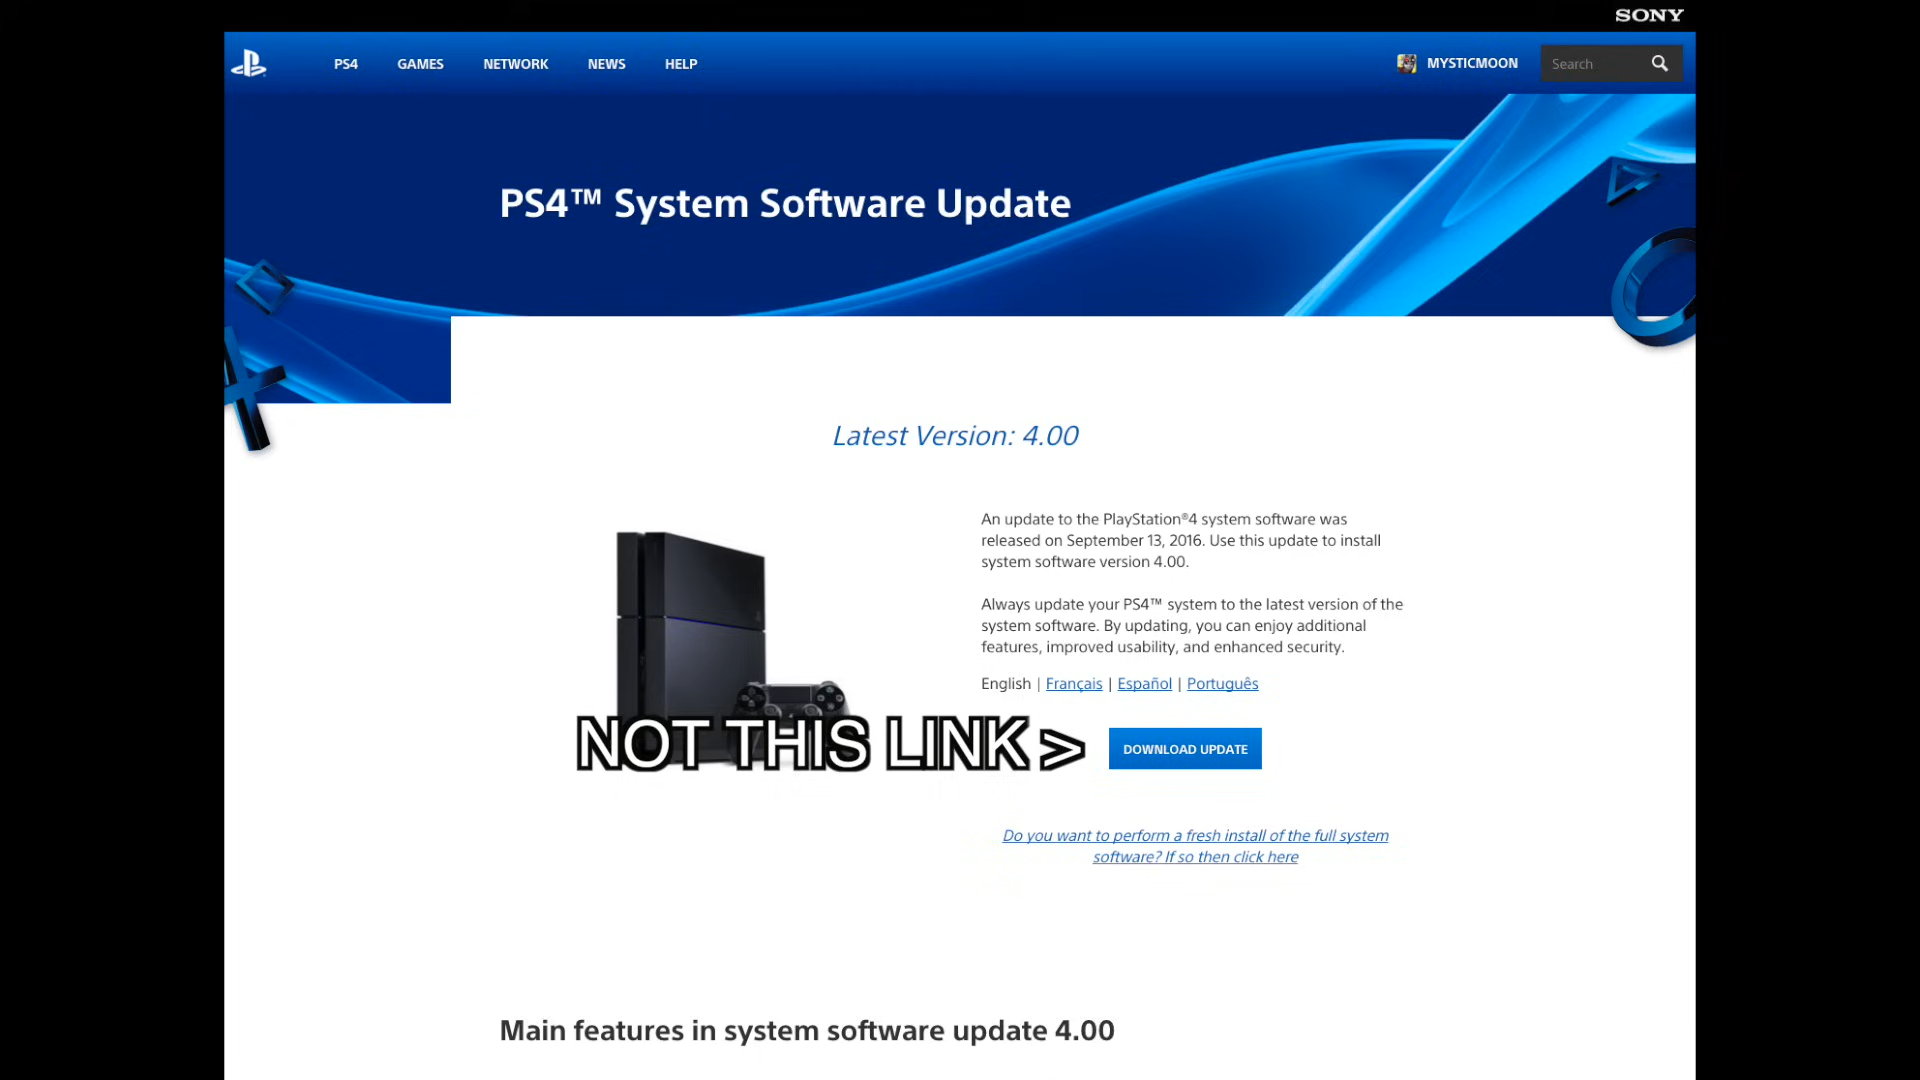 SONY
PS4 GAMES NETWORK NEWS HELP MYSTICMOON Search
PS4™ System Software Update
Latest Version: 4.00
An update to the PlayStation®4 system software was
released on September 13, 2016. Use this update to install
system software version 4.00.
Always update your PS4™ system to the latest version of the
system software. By updating, you can enjoy additional
features, improved usability, and enhanced security.
English | Français | Español | Português
NOT THIS LINK > DOWNLOAD UPDATE
Do you want to perform a fresh install of the full system
software? If so then click here
Main features in system software update 4.00